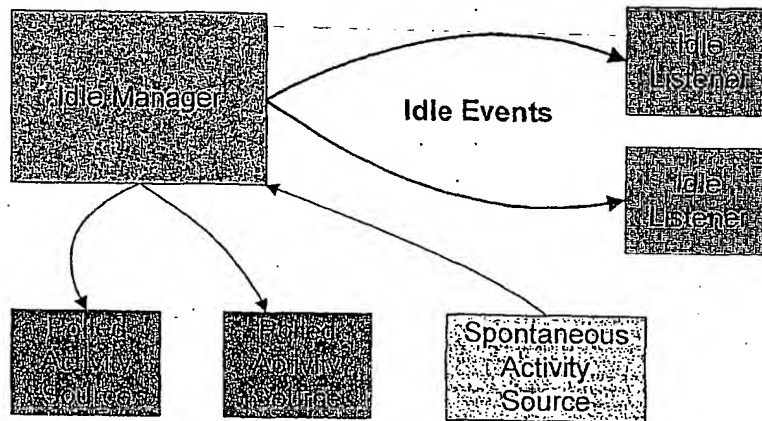 Idle Manager
Idle
Listener
Idle Events
Idle
Listener
Polled
Activity
Source
Polled
Activity
Source
Spontaneous
Activity
Source